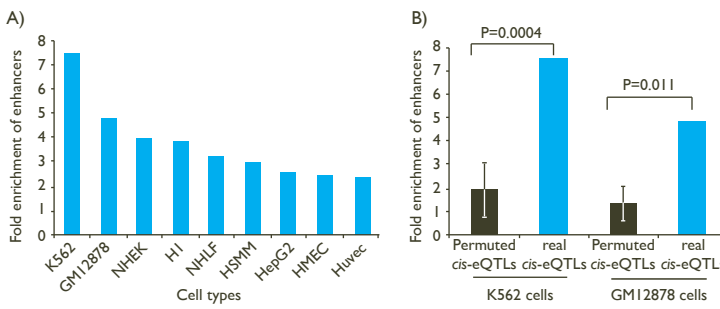 A)
Fold enrichment of enhancers
8
7
6
5
4
3
2
1
0
K562
GM12878
NHEK
H1
NHLF
HSMM
HepG2
HMEC
Huvec
Cell types
B)
Fold enrichment of enhancers
8
7
6
5
4
3
2
1
0
P=0.0004
P=0.011
Permuted real Permuted real
cis-eQTLs cis-eQTLs cis-eQTLs cis-eQTLs
K562 cells GM12878 cells